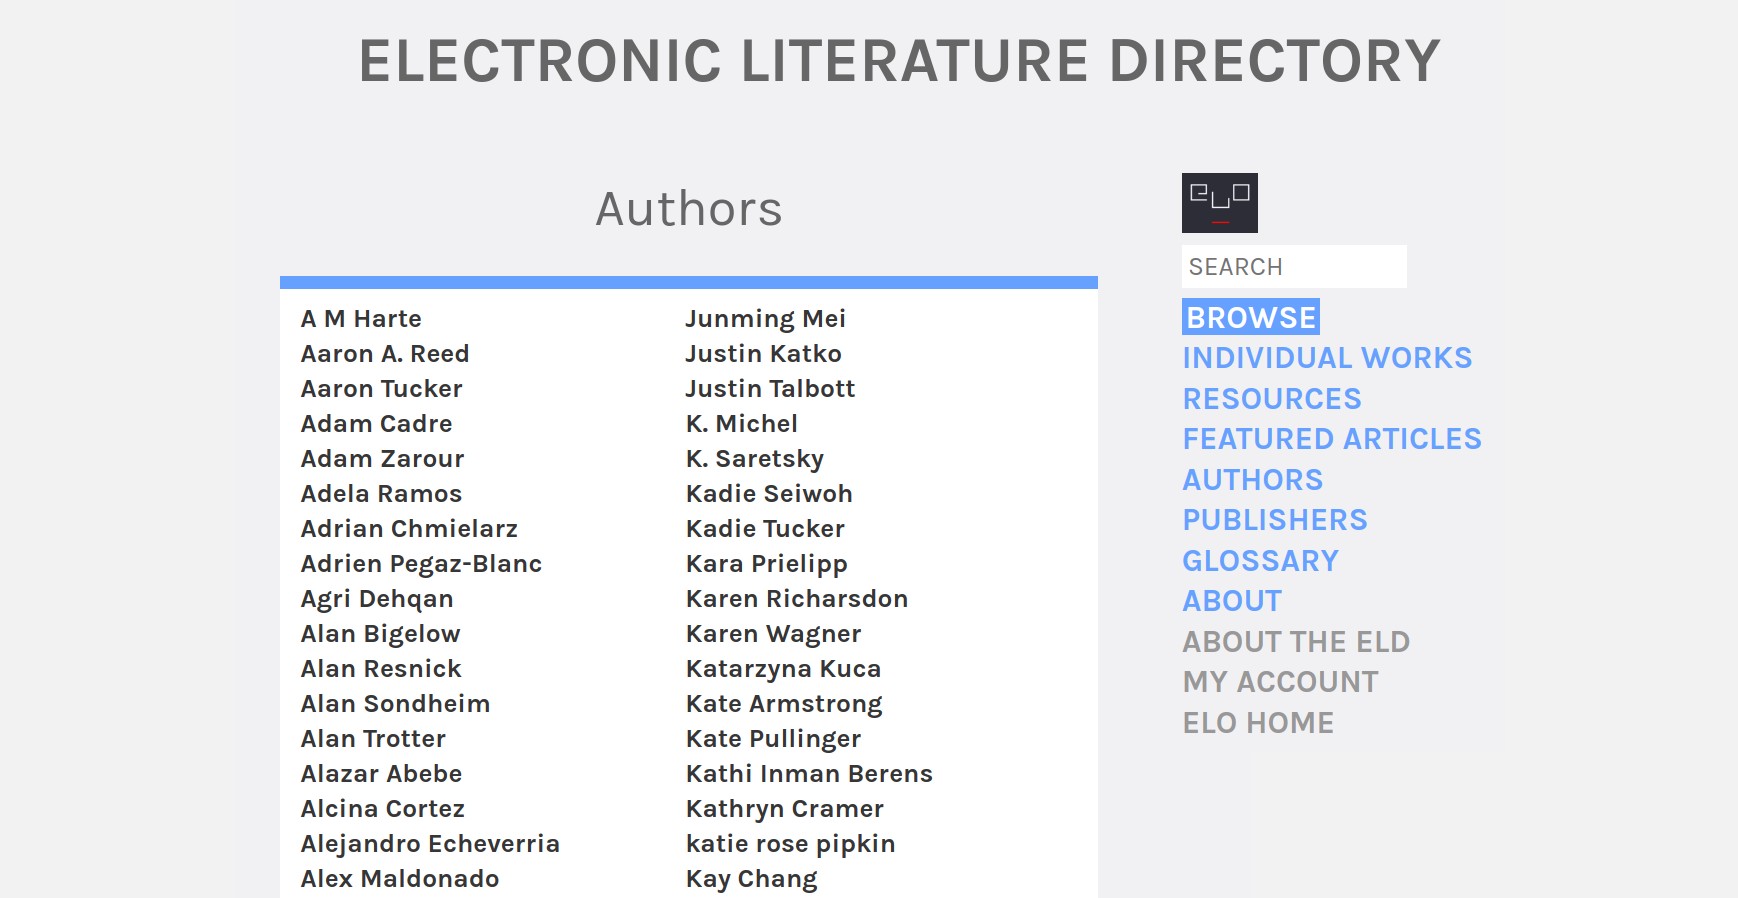 ELECTRONIC LITERATURE DIRECTORY
Authors
A M Harte
Aaron A. Reed
Aaron Tucker
Adam Cadre
Adam Zarour
Adela Ramos
Adrian Chmielarz
Adrien Pegaz-Blanc
Agri Dehqan
Alan Bigelow
Alan Resnick
Alan Sondheim
Alan Trotter
Alazar Abebe
Alcina Cortez
Alejandro Echeverria
Alex Maldonado
Junming Mei
Justin Katko
Justin Talbott
K. Michel
K. Saretsky
Kadie Seiwoh
Kadie Tucker
Kara Prielipp
Karen Richarsdon
Karen Wagner
Katarzyna Kuca
Kate Armstrong
Kate Pullinger
Kathi Inman Berens
Kathryn Cramer
katie rose pipkin
Kay Chang
elo
SEARCH
BROWSE
INDIVIDUAL WORKS
RESOURCES
FEATURED ARTICLES
AUTHORS
PUBLISHERS
GLOSSARY
ABOUT
ABOUT THE ELD
MY ACCOUNT
ELO HOME